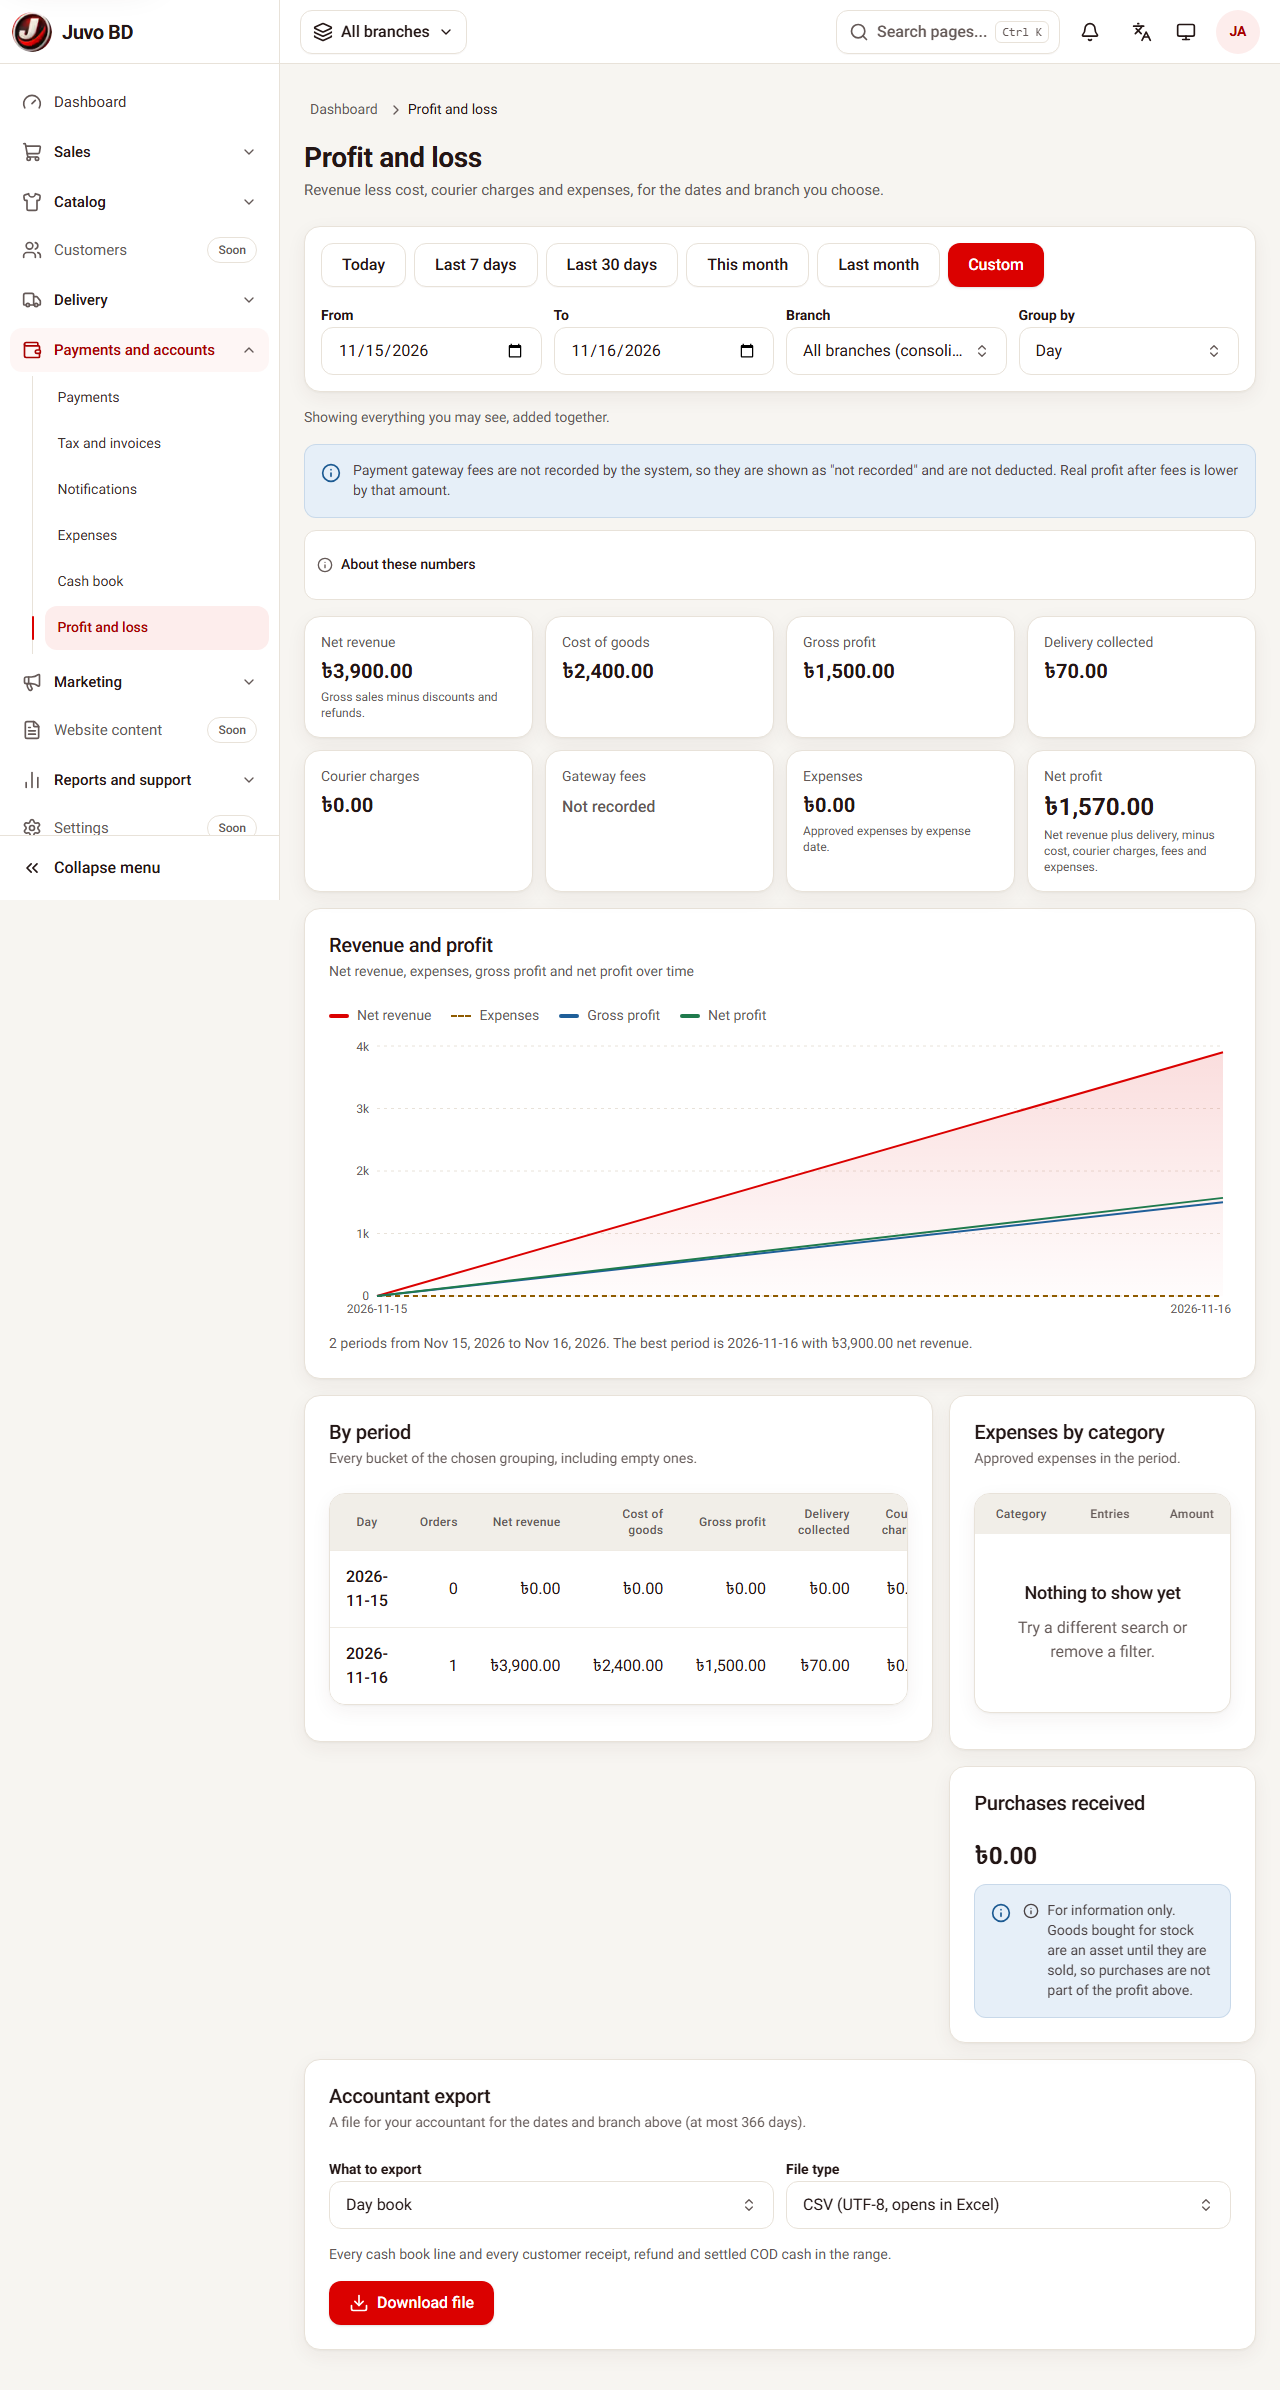 Juvo BD
All branches
Search pages...
Ctrl K
JA
Dashboard
Sales
Catalog
Customers
Soon
Delivery
Payments and accounts
Payments
Tax and invoices
Notifications
Expenses
Cash book
Profit and loss
Marketing
Website content
Soon
Reports and support
Settings
Soon
Collapse menu
Dashboard
Profit and loss
Profit and loss
Revenue less cost, courier charges and expenses, for the dates and branch you choose.
Today
Last 7 days
Last 30 days
This month
Last month
Custom
From
To
Branch
Group by
11/15/2026
11/16/2026
All branches (consoli...
Day
Showing everything you may see, added together.
Payment gateway fees are not recorded by the system, so they are shown as "not recorded" and are not deducted. Real profit after fees is lower
by that amount.
About these numbers
Net revenue
৳3,900.00
Gross sales minus discounts and
refunds.
Cost of goods
৳2,400.00
Gross profit
৳1,500.00
Delivery collected
৳70.00
Courier charges
৳0.00
Gateway fees
Not recorded
Expenses
৳0.00
Approved expenses by expense
date.
Net profit
৳1,570.00
Net revenue plus delivery, minus
cost, courier charges, fees and
expenses.
Revenue and profit
Net revenue, expenses, gross profit and net profit over time
Net revenue
Expenses
Gross profit
Net profit
4k
3k
2k
1k
0
2026-11-15
2026-11-16
2 periods from Nov 15, 2026 to Nov 16, 2026. The best period is 2026-11-16 with ৳3,900.00 net revenue.
By period
Every bucket of the chosen grouping, including empty ones.
Day Orders Net revenue Cost of goods Gross profit Delivery collected Cou char
2026-11-15 0 ৳0.00 ৳0.00 ৳0.00 ৳0.00 ৳0.
2026-11-16 1 ৳3,900.00 ৳2,400.00 ৳1,500.00 ৳70.00 ৳0.
Expenses by category
Approved expenses in the period.
Category Entries Amount
Nothing to show yet
Try a different search or
remove a filter.
Purchases received
৳0.00
For information only.
Goods bought for stock
are an asset until they are
sold, so purchases are not
part of the profit above.
Accountant export
A file for your accountant for the dates and branch above (at most 366 days).
What to export
File type
Day book
CSV (UTF-8, opens in Excel)
Every cash book line and every customer receipt, refund and settled COD cash in the range.
Download file